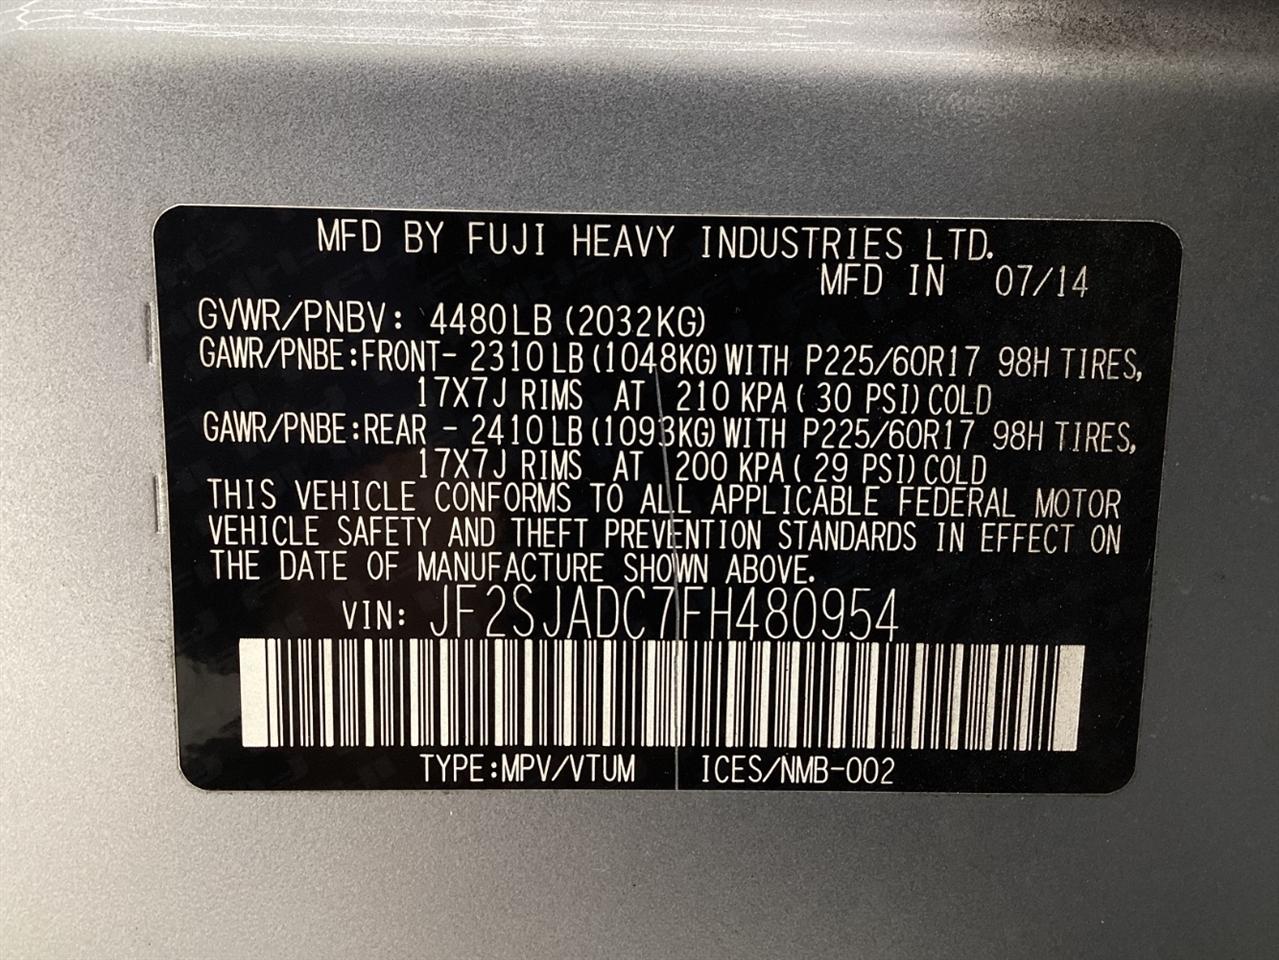 MFD BY FUJI HEAVY INDUSTRIES LTD.
MFD IN 07/14
GVWR/PNBV: 4480LB (2032KG)
GAWR/PNBE:FRONT- 2310LB (1048KG) WITH P225/60R17 98H TIRES,
17X7J RIMS AT 210 KPA ( 30 PSI) COLD
GAWR/PNBE:REAR - 2410LB (1093KG) WITH P225/60R17 98H TIRES,
17X7J RIMS AT 200 KPA ( 29 PSI) COLD
THIS VEHICLE CONFORMS TO ALL APPLICABLE FEDERAL MOTOR
VEHICLE SAFETY AND THEFT PREVENTION STANDARDS IN EFFECT ON
THE DATE OF MANUFACTURE SHOWN ABOVE.
VIN: JF2SJADC7FH480954
TYPE:MPV/VTUM ICES/NMB-002